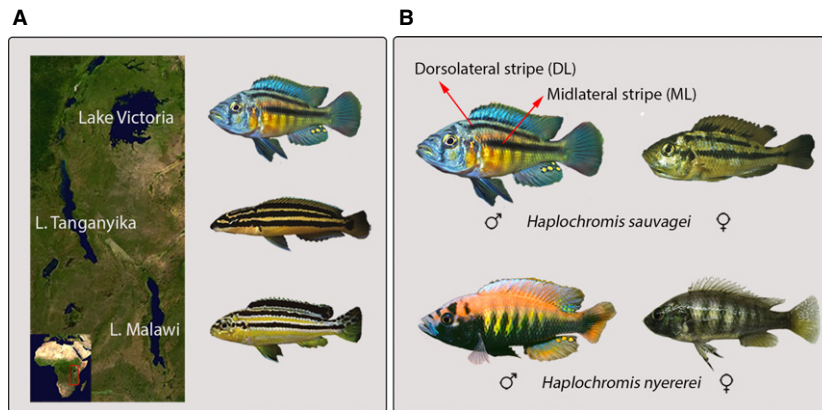 A
Lake Victoria
L. Tanganyika
L. Malawi
B
Dorsolateral stripe (DL)
Midlateral stripe (ML)
♂ Haplochromis sauvagei ♀
♂ Haplochromis nyererei ♀